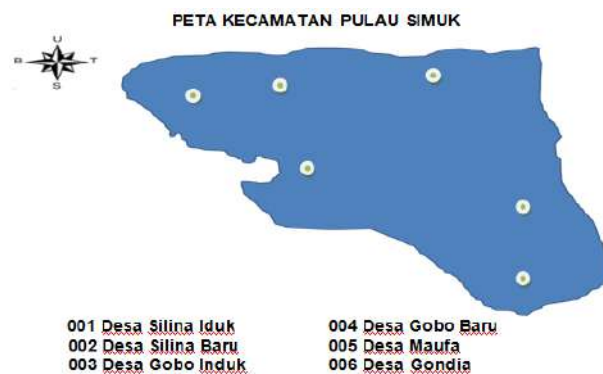 PETA KECAMATAN PULAU SIMUK
U
B T
S
001 Desa Silina Iduk
002 Desa Silina Baru
003 Desa Gobo Induk
004 Desa Gobo Baru
005 Desa Maufa
006 Desa Gondia